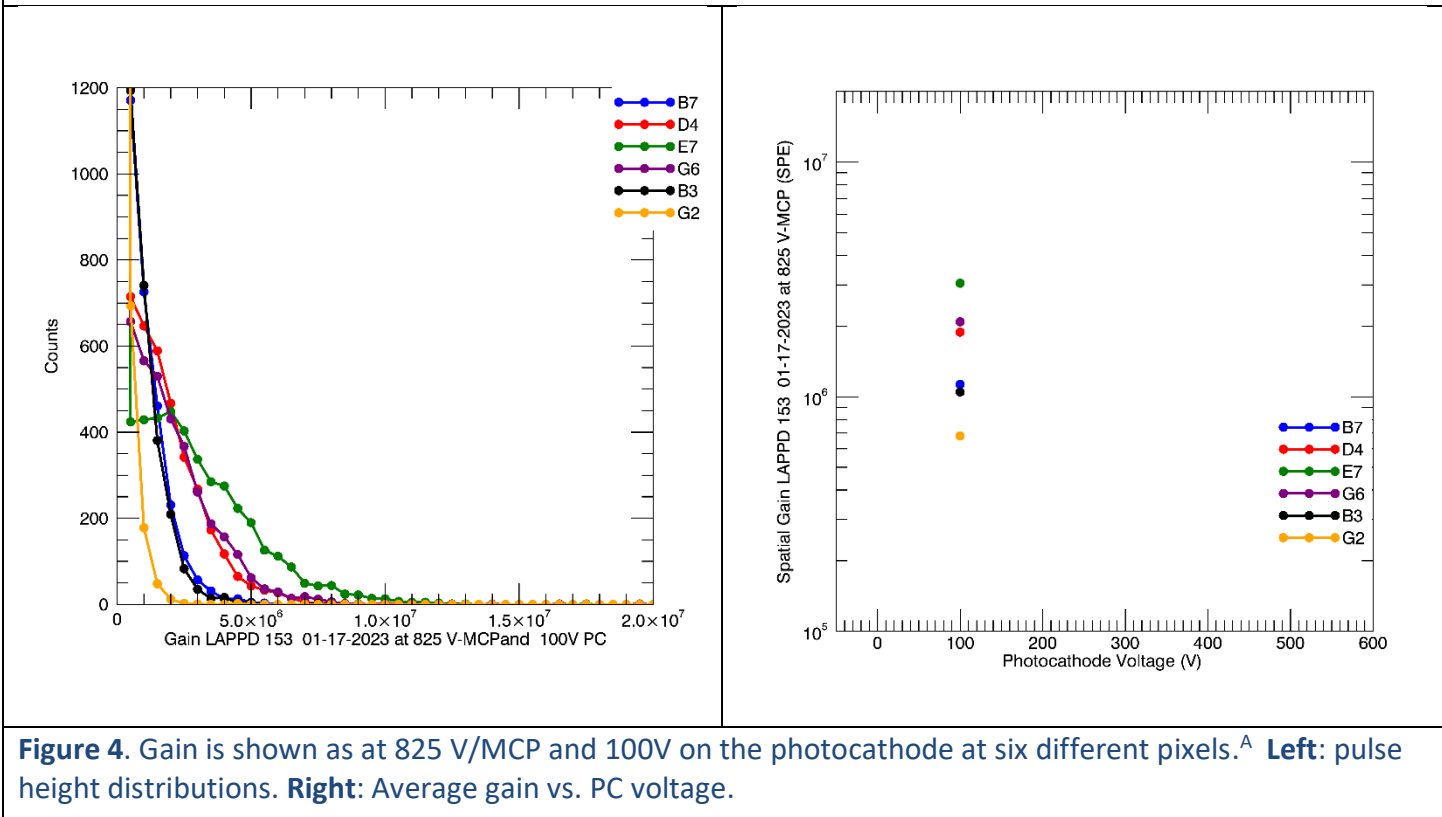 1200
1000
800
600
400
200
0
Counts
0
5.0×10⁶
1.0×10⁷
1.5×10⁷
2.0×10⁷
Gain LAPPD 153 01-17-2023 at 825 V-MCPand 100V PC
B7
D4
E7
G6
B3
G2
10⁷
10⁶
10⁵
Spatial Gain LAPPD 153 01-17-2023 at 825 V-MCP (SPE)
0
100
200
300
400
500
600
Photocathode Voltage (V)
B7
D4
E7
G6
B3
G2
Figure 4. Gain is shown as at 825 V/MCP and 100V on the photocathode at six different pixels.ᴬ Left: pulse
height distributions. Right: Average gain vs. PC voltage.